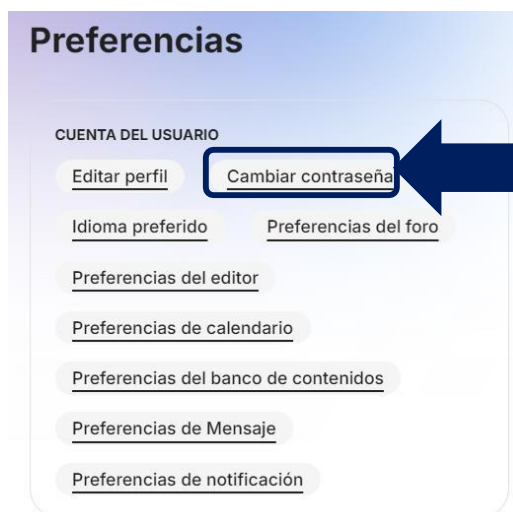 Preferencias
CUENTA DEL USUARIO
Editar perfil Cambiar contraseña
Idioma preferido Preferencias del foro
Preferencias del editor
Preferencias de calendario
Preferencias del banco de contenidos
Preferencias de Mensaje
Preferencias de notificación